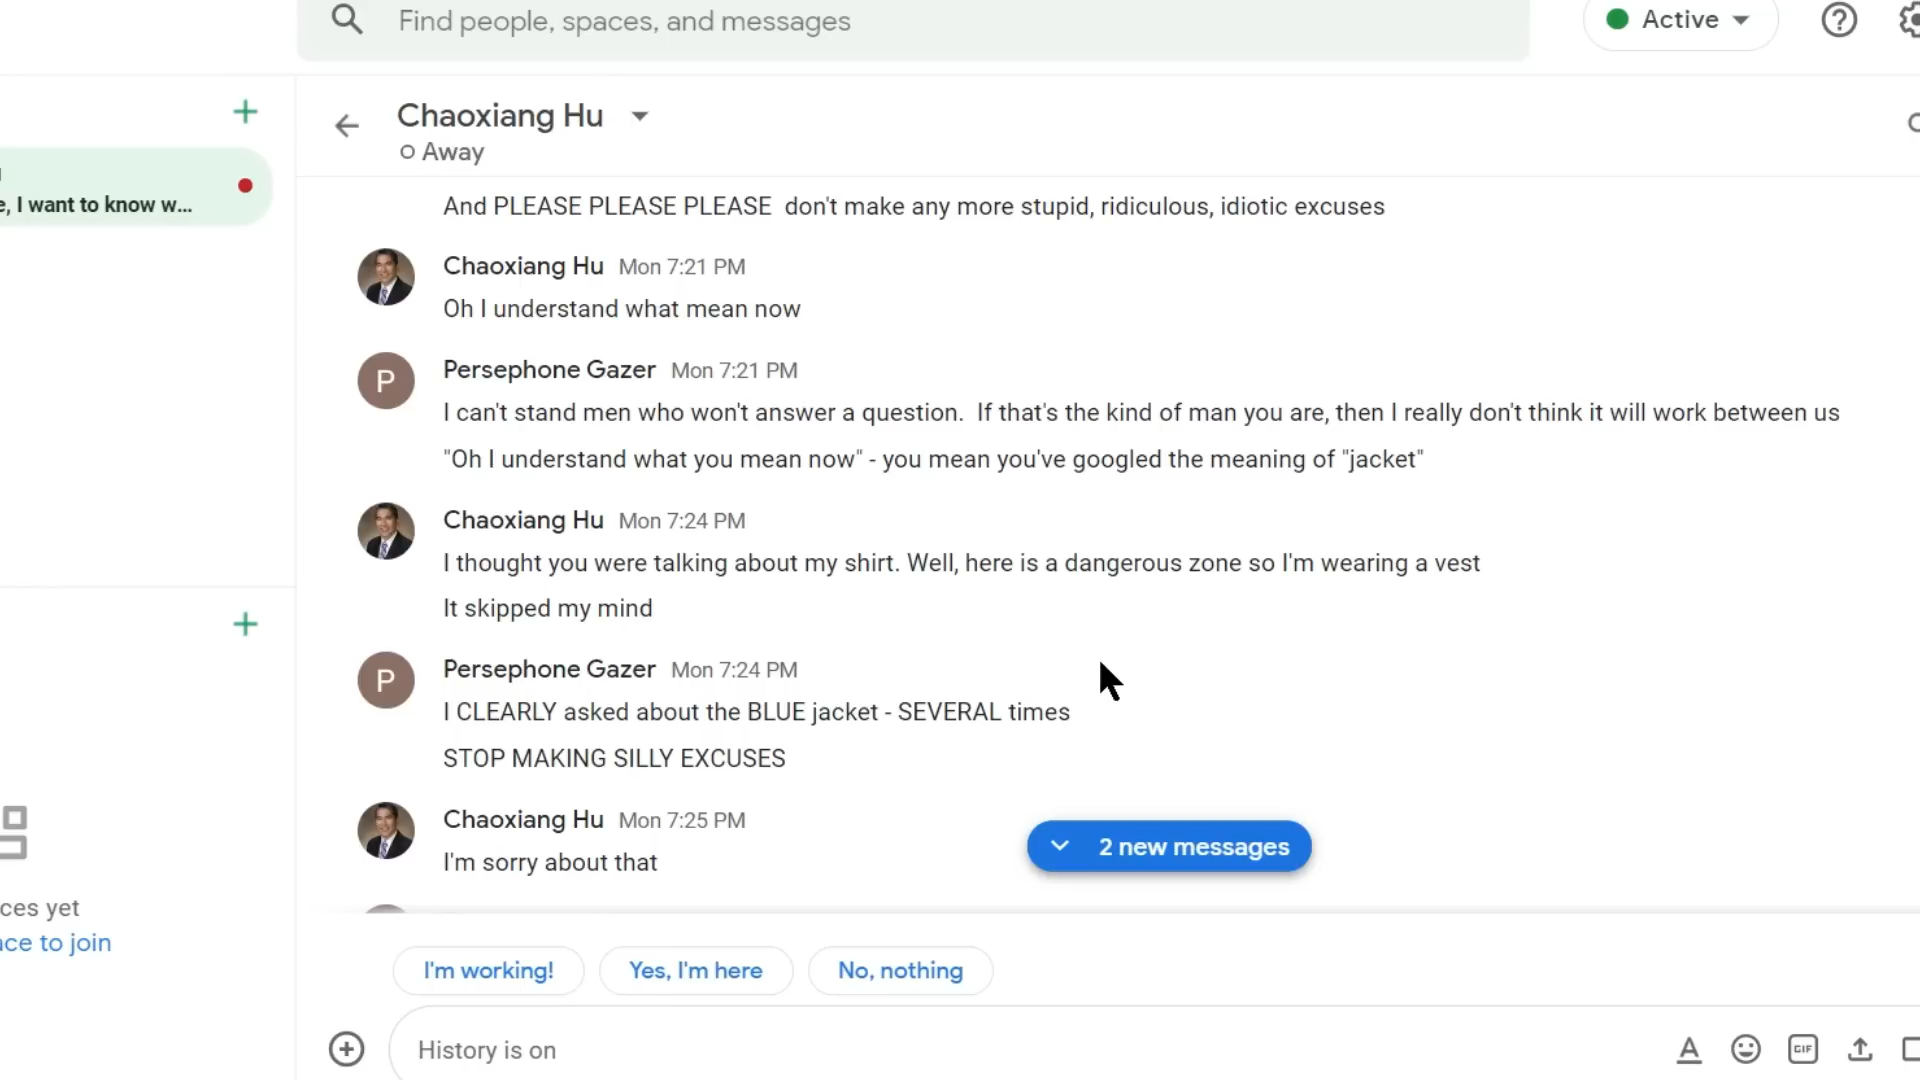 Find people, spaces, and messages
Active
Chaoxiang Hu
Away
e, I want to know w...
And PLEASE PLEASE PLEASE  don't make any more stupid, ridiculous, idiotic excuses
Chaoxiang Hu Mon 7:21 PM
Oh I understand what mean now
P
Persephone Gazer Mon 7:21 PM
I can't stand men who won't answer a question.  If that's the kind of man you are, then I really don't think it will work between us
"Oh I understand what you mean now" - you mean you've googled the meaning of "jacket"
Chaoxiang Hu Mon 7:24 PM
I thought you were talking about my shirt. Well, here is a dangerous zone so I'm wearing a vest
It skipped my mind
P
Persephone Gazer Mon 7:24 PM
I CLEARLY asked about the BLUE jacket - SEVERAL times
STOP MAKING SILLY EXCUSES
Chaoxiang Hu Mon 7:25 PM
I'm sorry about that
2 new messages
ces yet
ace to join
I'm working!
Yes, I'm here
No, nothing
History is on
GIF